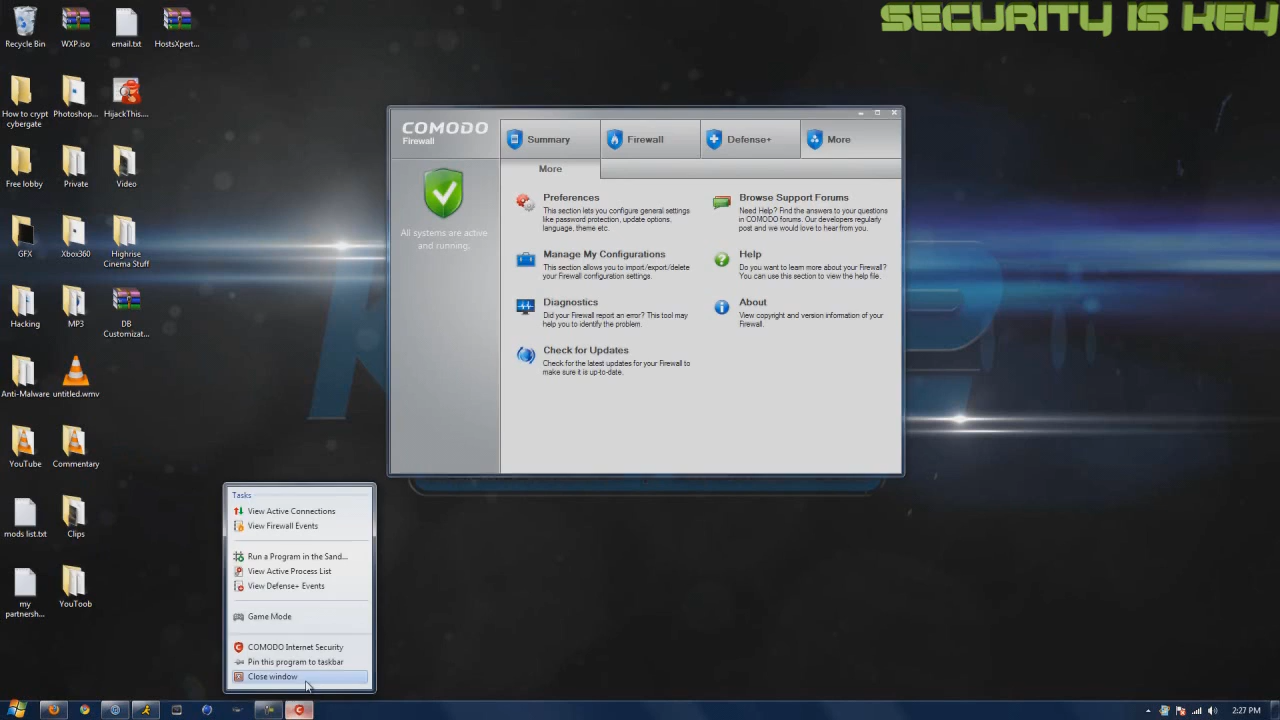 SECURITY IS KEY
Recycle Bin
WXP.iso
email.txt
HostsXpert...
How to crypt
cybergate
Photoshop...
HijackThis...
Free lobby
Private
Video
GFX
Xbox360
Highrise
Cinema Stuff
Hacking
MP3
DB
Customizat...
Anti-Malware
untitled.wmv
YouTube
Commentary
mods list.txt
Clips
my
partnersh...
YouToob
COMODO
Firewall
Summary
Firewall
Defense+
More
More
All systems are active
and running.
Preferences
This section lets you configure general settings
like password protection, update options,
language, theme etc.
Manage My Configurations
This section allows you to import/export/delete
your Firewall configuration settings.
Diagnostics
Did your Firewall report an error? This tool may
help you to identify the problem.
Check for Updates
Check for the latest updates for your Firewall to
make sure it is up-to-date.
Browse Support Forums
Need Help? Find the answers to your questions
in COMODO forums. Our developers regularly
post and we would love to hear from you.
Help
Do you want to learn more about your Firewall?
You can use this section to view the help file.
About
View copyright and version information of your
Firewall.
Tasks
View Active Connections
View Firewall Events
Run a Program in the Sand...
View Active Process List
View Defense+ Events
Game Mode
COMODO Internet Security
Pin this program to taskbar
Close window
2:27 PM